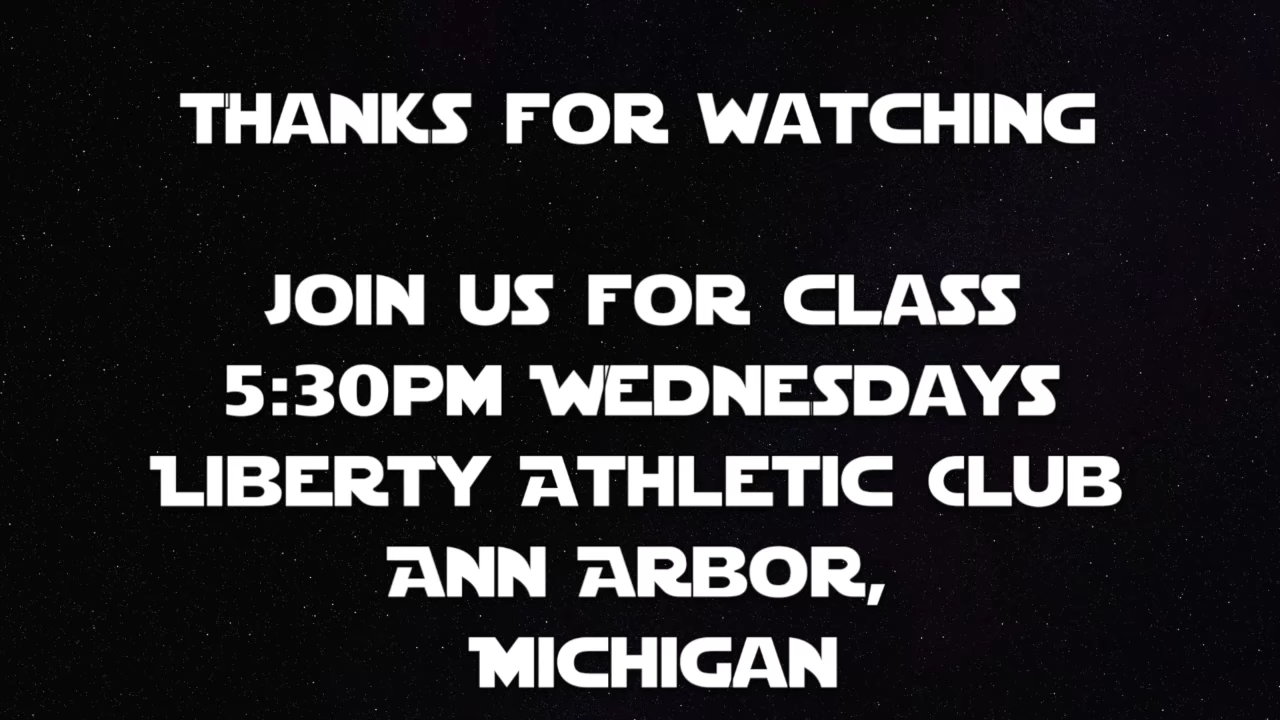 THANKS FOR WATCHING
JOIN US FOR CLASS
5:30PM WEDNESDAYS
LIBERTY ATHLETIC CLUB
ANN ARBOR,
MICHIGAN